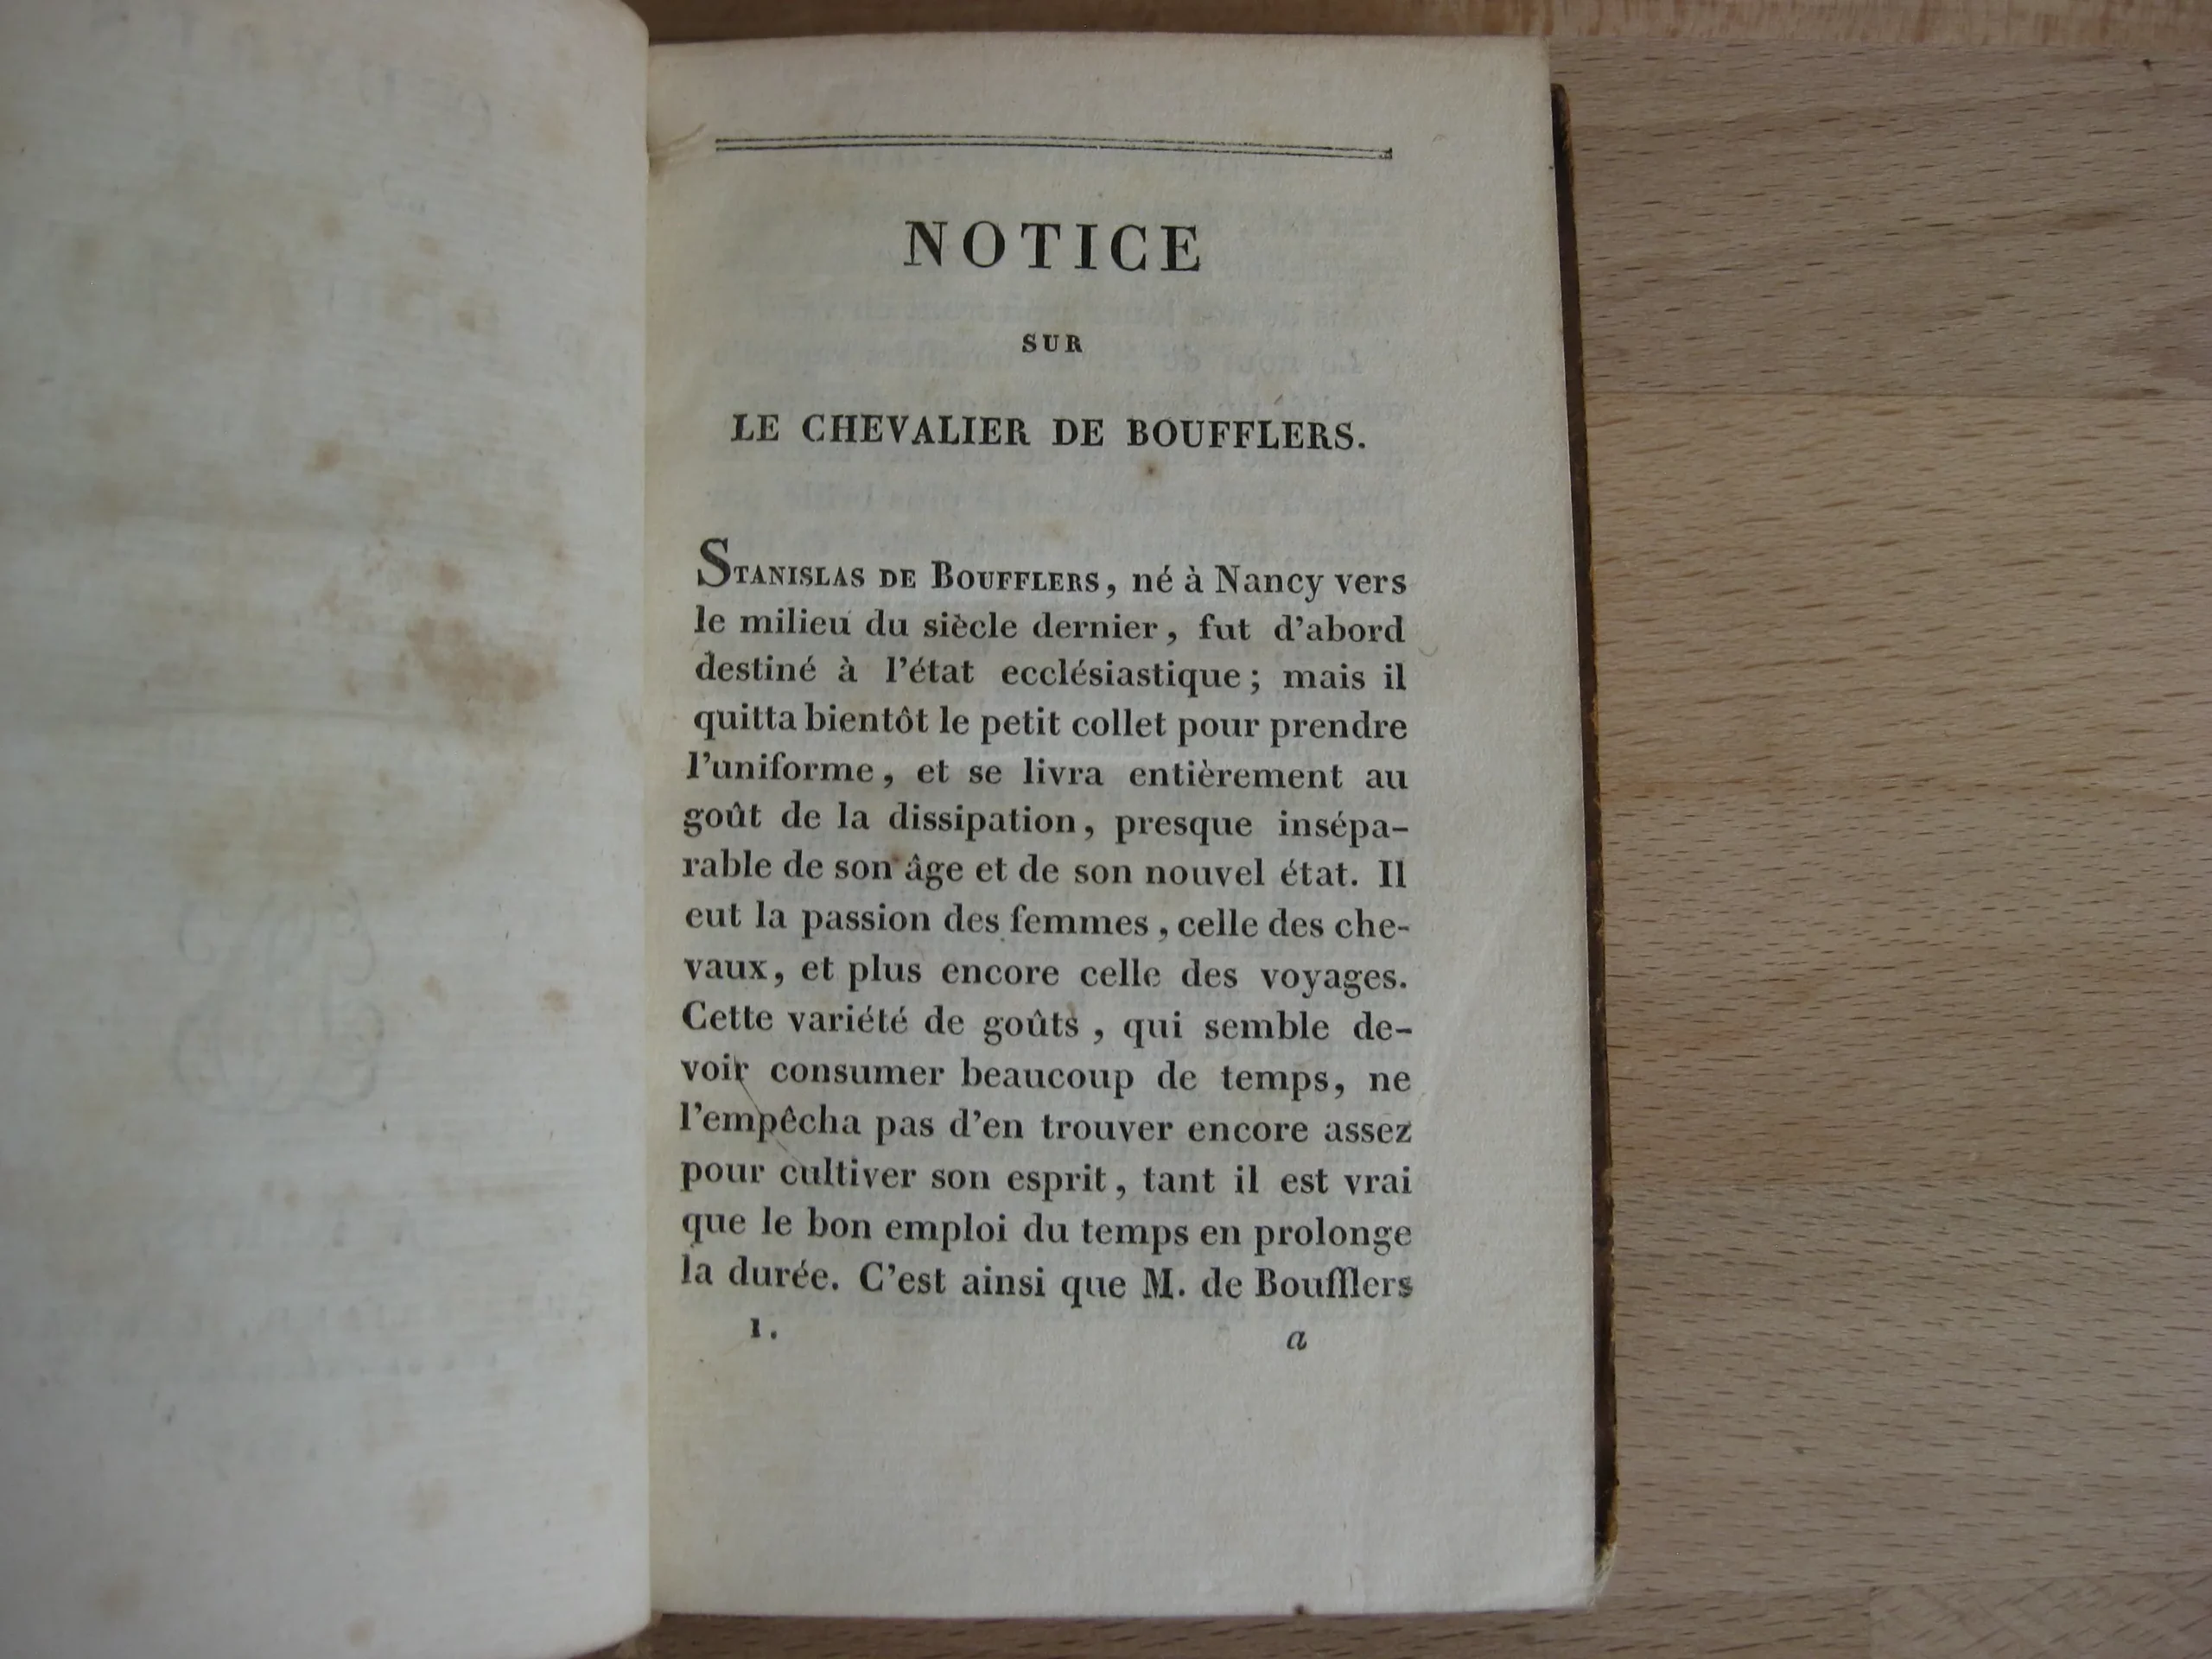 NOTICE
SUR
LE CHEVALIER DE BOUFFLERS.
STANISLAS DE BOUFFLERS, né à Nancy vers
le milieu du siècle dernier, fut d'abord
destiné à l'état ecclésiastique; mais il
quitta bientôt le petit collet pour prendre
l'uniforme, et se livra entièrement au
goût de la dissipation, presque insépa-
rable de son âge et de son nouvel état. Il
eut la passion des femmes, celle des che-
vaux, et plus encore celle des voyages.
Cette variété de goûts, qui semble de-
voir consumer beaucoup de temps, ne
l'empêcha pas d'en trouver encore assez
pour cultiver son esprit, tant il est vrai
que le bon emploi du temps en prolonge
la durée. C'est ainsi que M. de Boufflers
1. a